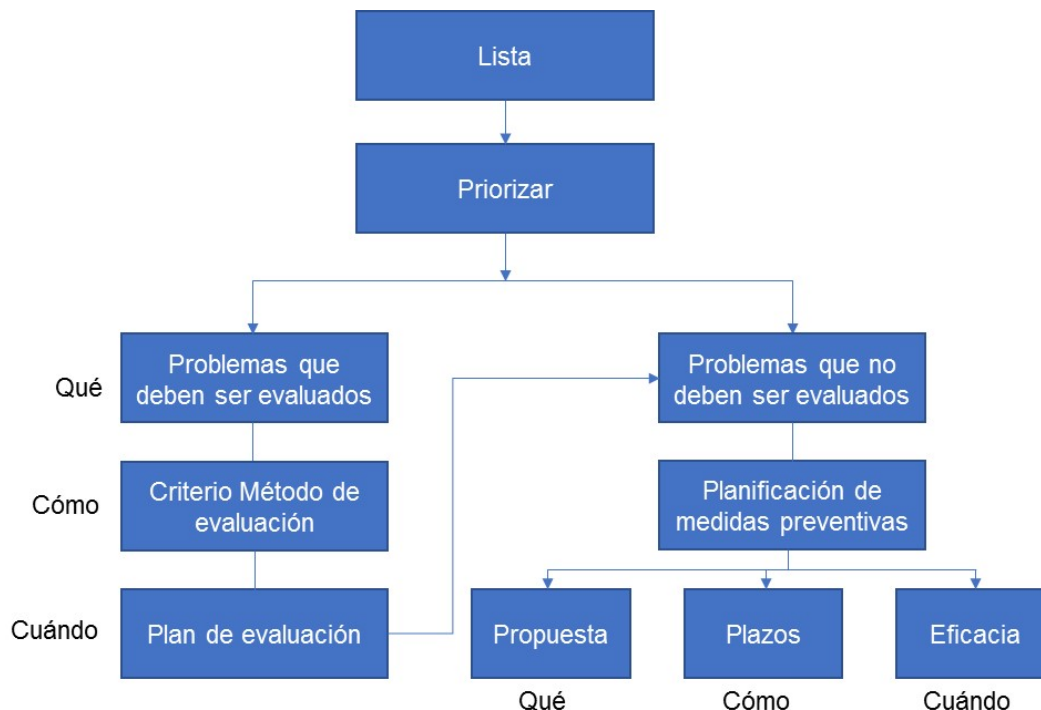 Lista
Priorizar
Qué
Problemas que
deben ser evaluados
Problemas que no
deben ser evaluados
Cómo
Criterio Método de
evaluación
Planificación de
medidas preventivas
Cuándo
Plan de evaluación
Propuesta
Plazos
Eficacia
Qué
Cómo
Cuándo